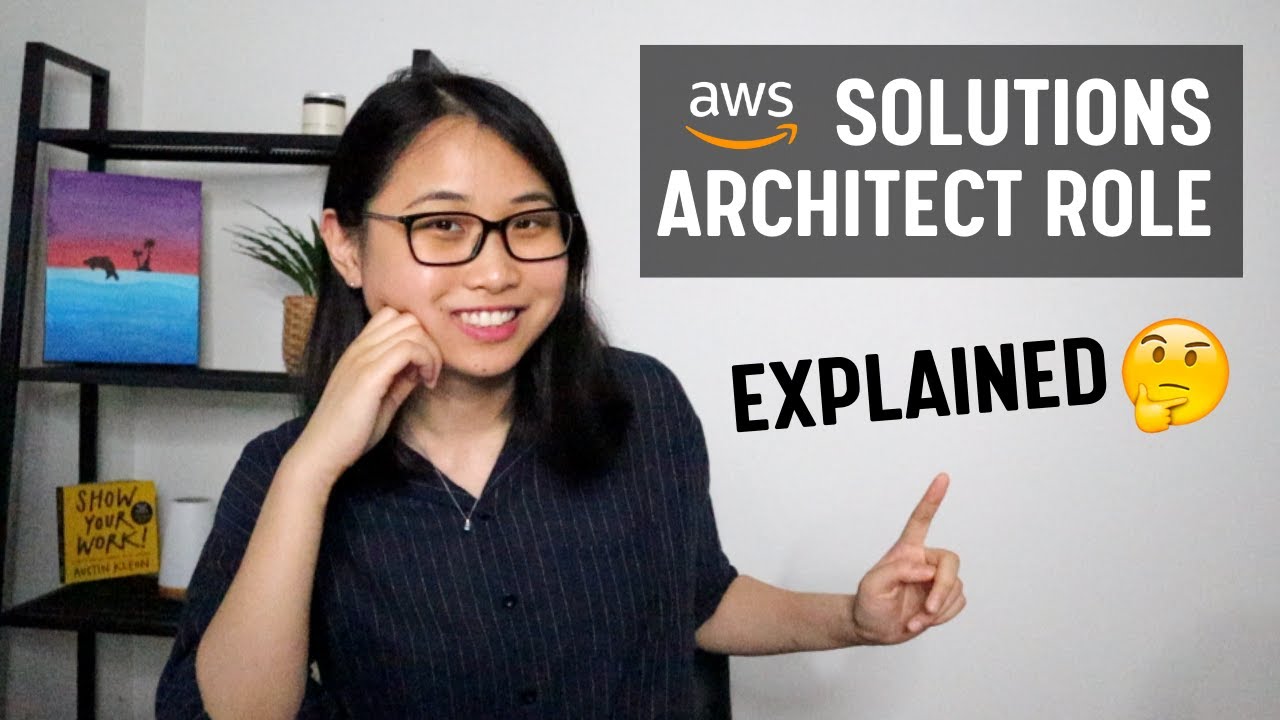 aws SOLUTIONS
ARCHITECT ROLE
EXPLAINED
SHOW
YOUR
WORK!
AUSTIN KLEON